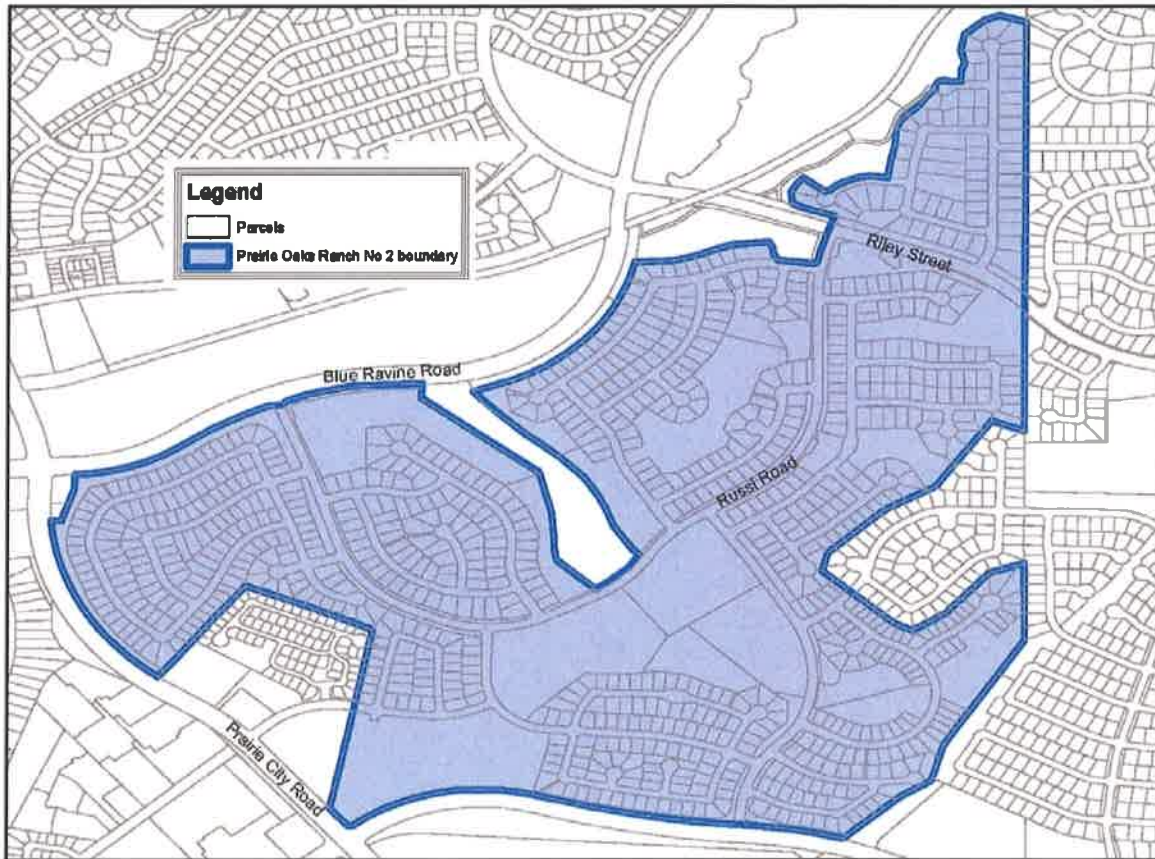 Legend
Parcels
Prairie Oaks Ranch No 2 boundary
Riley Street
Blue Ravine Road
Russi Road
Prairie City Road